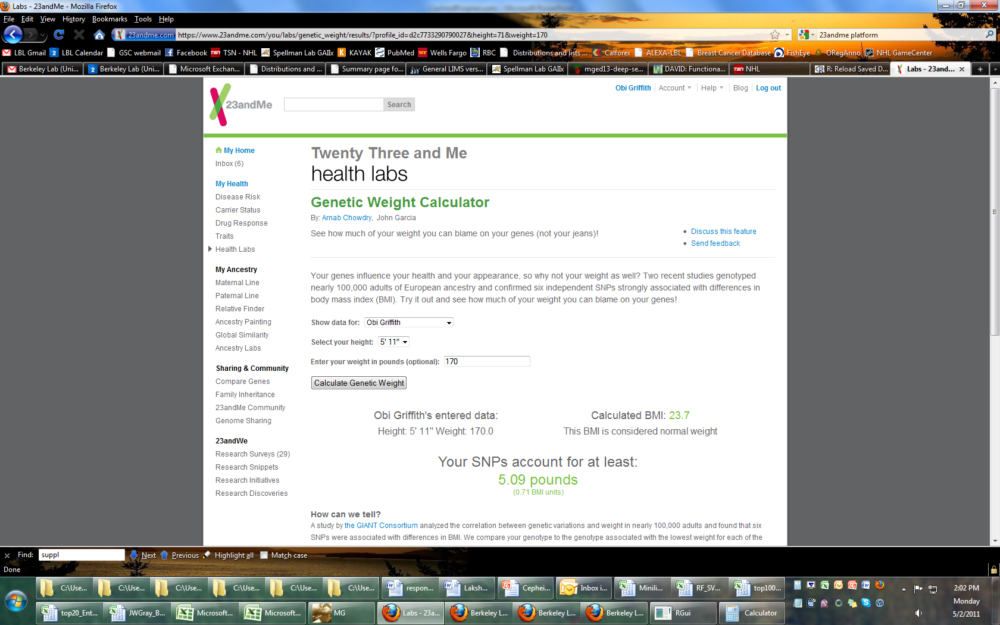 Labs - 23andMe - Mozilla Firefox
File Edit View History Bookmarks Tools Help
23andme.com https://www.23andme.com/you/labs/genetic_weight/results/?profile_id=d2c7733290790027&height=71&weight=170 23andme platform
LBL Gmail LBL Calendar GSC webmail Facebook TSN - NHL Spellman Lab GAIIx KAYAK PubMed Wells Fargo RBC Distributions and lists ... Calforex ALEXA-LBL Breast Cancer Database FishEye ORegAnno NHL GameCenter
Berkeley Lab (Uni... Berkeley Lab (Uni... Microsoft Exchan... Distributions and ... Summary page fo... General LIMS vers... Spellman Lab GAIIx mged13-deep-se... DAVID: Functiona... NHL R: Reload Saved D... Labs - 23and...
Obi Griffith Account Help Blog Log out
23andMe Search
My Home
Inbox (6)
My Health
Disease Risk
Carrier Status
Drug Response
Traits
Health Labs
My Ancestry
Maternal Line
Paternal Line
Relative Finder
Ancestry Painting
Global Similarity
Ancestry Labs
Sharing & Community
Compare Genes
Family Inheritance
23andMe Community
Genome Sharing
23andWe
Research Surveys (29)
Research Snippets
Research Initiatives
Research Discoveries
Twenty Three and Me
health labs
Genetic Weight Calculator
By: Arnab Chowdry, John Garcia
See how much of your weight you can blame on your genes (not your jeans)!
Discuss this feature
Send feedback
Your genes influence your health and your appearance, so why not your weight as well? Two recent studies genotyped
nearly 100,000 adults of European ancestry and confirmed six independent SNPs strongly associated with differences in
body mass index (BMI). Try it out and see how much of your weight you can blame on your genes!
Show data for: Obi Griffith
Select your height: 5' 11"
Enter your weight in pounds (optional): 170
Calculate Genetic Weight
Obi Griffith's entered data:
Height: 5' 11" Weight: 170.0
Calculated BMI: 23.7
This BMI is considered normal weight
Your SNPs account for at least:
5.09 pounds
(0.71 BMI units)
How can we tell?
A study by the GIANT Consortium analyzed the correlation between genetic variations and weight in nearly 100,000 adults and found that six
SNPs were associated with differences in BMI. We compare your genotype to the genotype associated with the lowest weight for each of the
Find: suppl Next Previous Highlight all Match case
Done
C:\Use... C:\Use... C:\Use... C:\Use... C:\Use... C:\Use... respon... Laksh... Cephei... Inbox i... Minili... RF_SV... top100...
top20_Ent... JWGray_B... Microsoft... Microsoft... MG Labs - 23a... Berkeley L... Berkeley L... Berkeley L... RGui Calculator
2:02 PM
Monday
5/2/2011